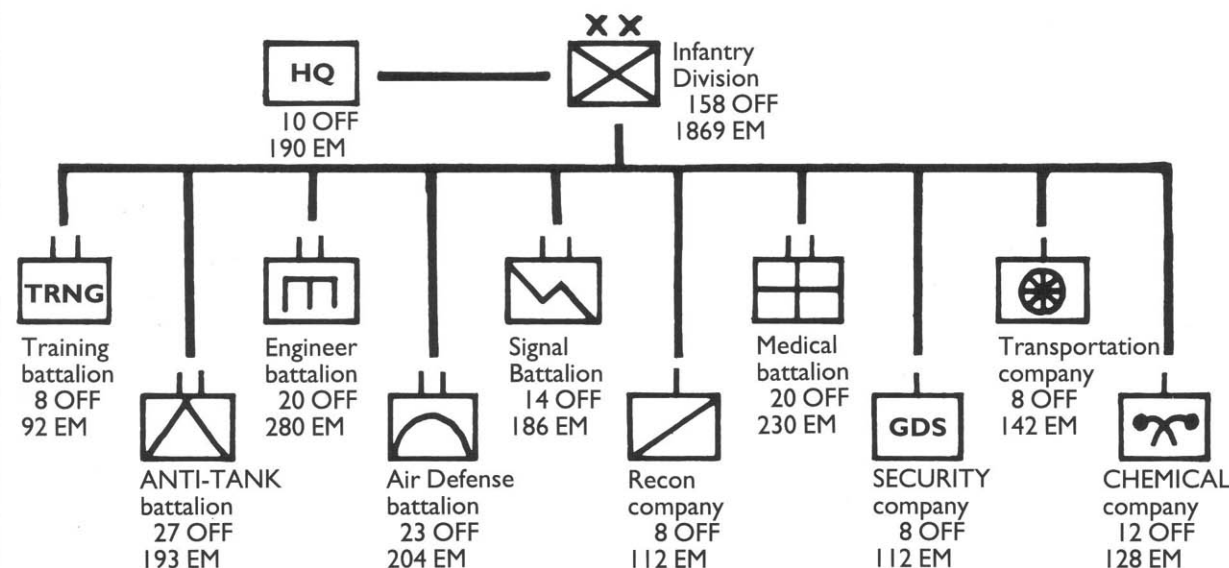 HQ
10 OFF
190 EM
XX
Infantry
Division
158 OFF
1869 EM
TRNG
Training
battalion
8 OFF
92 EM
ANTI-TANK
battalion
27 OFF
193 EM
Engineer
battalion
20 OFF
280 EM
Air Defense
battalion
23 OFF
204 EM
Signal
Battalion
14 OFF
186 EM
Recon
company
8 OFF
112 EM
Medical
battalion
20 OFF
230 EM
GDS
SECURITY
company
8 OFF
112 EM
Transportation
company
8 OFF
142 EM
CHEMICAL
company
12 OFF
128 EM